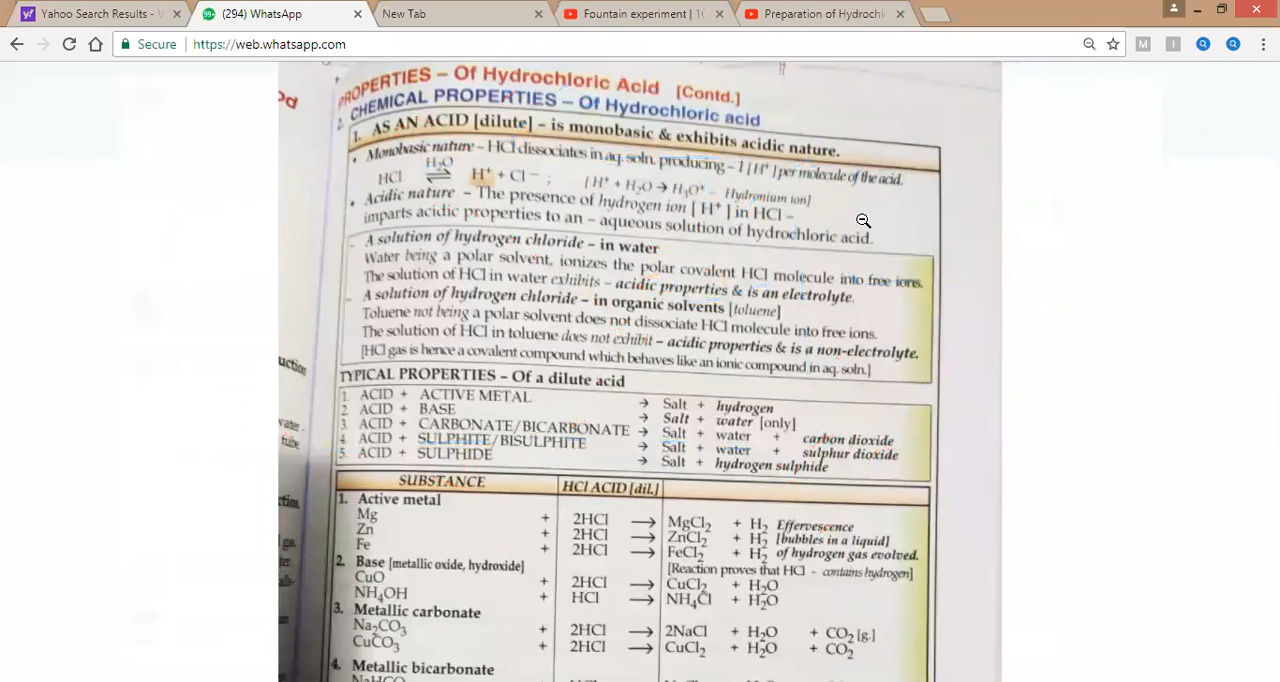 Yahoo Search Results -
(294) WhatsApp
New Tab
Fountain experiment | 1
Preparation of Hydrochl
Secure https://web.whatsapp.com
PROPERTIES – Of Hydrochloric Acid [Contd.]
2. CHEMICAL PROPERTIES – Of Hydrochloric acid
1. AS AN ACID [dilute] – is monobasic & exhibits acidic nature.
• Monobasic nature – HCl dissociates in aq. soln. producing – 1 [H⁺] per molecule of the acid.
HCl ⇌ H₂O H⁺ + Cl – ; [H⁺ + H₂O → H₃O⁺ – Hydronium ion]
• Acidic nature – The presence of hydrogen ion [ H⁺ ] in HCl –
imparts acidic properties to an – aqueous solution of hydrochloric acid.
– A solution of hydrogen chloride – in water
Water being a polar solvent, ionizes the polar covalent HCl molecule into free ions.
The solution of HCl in water exhibits – acidic properties & is an electrolyte.
– A solution of hydrogen chloride – in organic solvents [toluene]
Toluene not being a polar solvent does not dissociate HCl molecule into free ions.
The solution of HCl in toluene does not exhibit – acidic properties & is a non-electrolyte.
[HCl gas is hence a covalent compound which behaves like an ionic compound in aq. soln.]
TYPICAL PROPERTIES – Of a dilute acid
1. ACID + ACTIVE METAL → Salt + hydrogen
2 ACID + BASE → Salt + water [only]
3. ACID + CARBONATE/BICARBONATE → Salt + water + carbon dioxide
4. ACID + SULPHITE/BISULPHITE → Salt + water + sulphur dioxide
5. ACID + SULPHIDE → Salt + hydrogen sulphide
SUBSTANCE HCl ACID [dil.]
1. Active metal
Mg + 2HCl → MgCl₂ + H₂ Effervescence
Zn + 2HCl → ZnCl₂ + H₂ [bubbles in a liquid]
Fe + 2HCl → FeCl₂ + H₂ of hydrogen gas evolved.
2. Base [metallic oxide, hydroxide] [Reaction proves that HCl - contains hydrogen]
CuO + 2HCl → CuCl₂ + H₂O
NH₄OH + HCl → NH₄Cl + H₂O
3. Metallic carbonate
Na₂CO₃ + 2HCl → 2NaCl + H₂O + CO₂ [g.]
CuCO₃ + 2HCl → CuCl₂ + H₂O + CO₂
4. Metallic bicarbonate